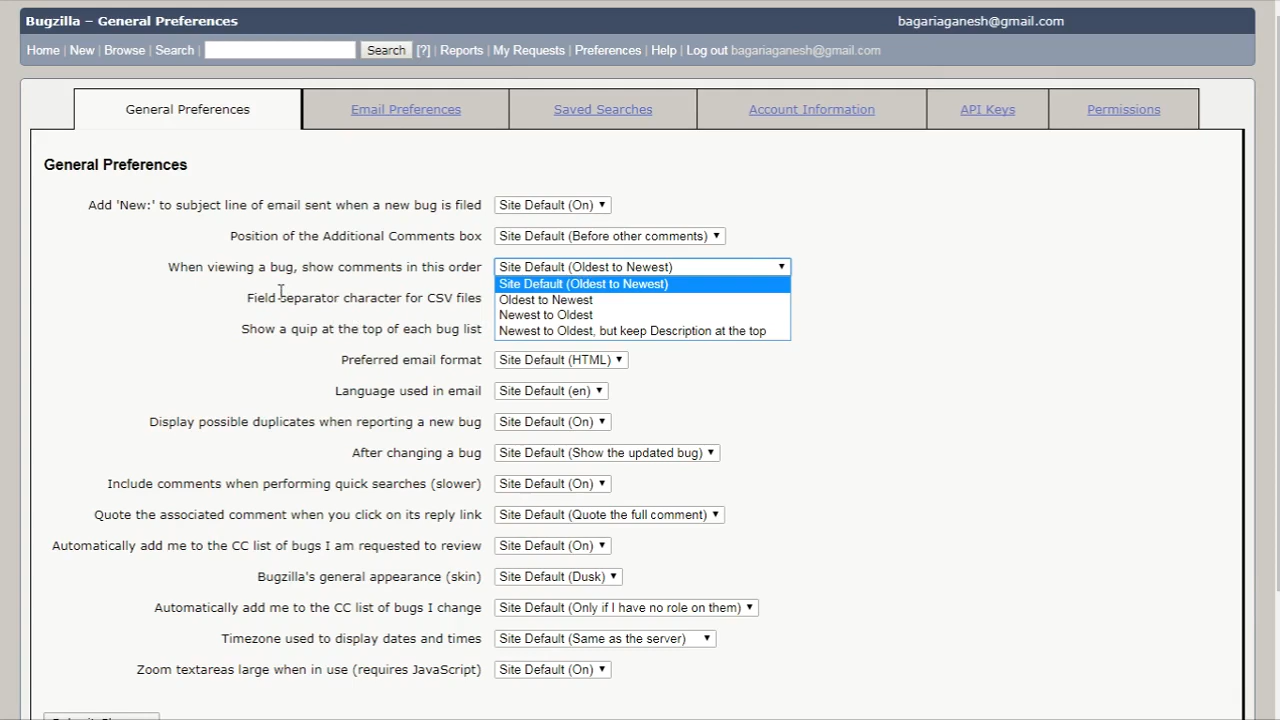 Bugzilla – General Preferences bagariaganesh@gmail.com
Home | New | Browse | Search | Search [?] | Reports | My Requests | Preferences | Help | Log out bagariaganesh@gmail.com
General Preferences Email Preferences Saved Searches Account Information API Keys Permissions
General Preferences
Add 'New:' to subject line of email sent when a new bug is filed Site Default (On)
Position of the Additional Comments box Site Default (Before other comments)
When viewing a bug, show comments in this order Site Default (Oldest to Newest)
Site Default (Oldest to Newest)
Field separator character for CSV files Oldest to Newest
Newest to Oldest
Show a quip at the top of each bug list Newest to Oldest, but keep Description at the top
Preferred email format Site Default (HTML)
Language used in email Site Default (en)
Display possible duplicates when reporting a new bug Site Default (On)
After changing a bug Site Default (Show the updated bug)
Include comments when performing quick searches (slower) Site Default (On)
Quote the associated comment when you click on its reply link Site Default (Quote the full comment)
Automatically add me to the CC list of bugs I am requested to review Site Default (On)
Bugzilla's general appearance (skin) Site Default (Dusk)
Automatically add me to the CC list of bugs I change Site Default (Only if I have no role on them)
Timezone used to display dates and times Site Default (Same as the server)
Zoom textareas large when in use (requires JavaScript) Site Default (On)